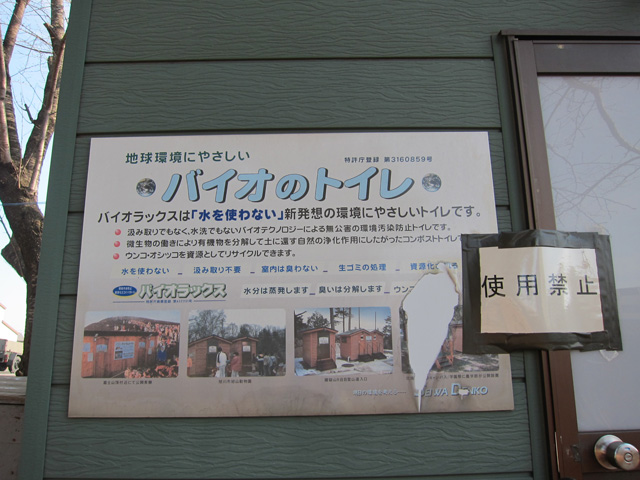 地球環境にやさしい
特許庁登録 第3160859号
バイオのトイレ
バイオラックスは「水を使わない」新発想の環境にやさしいトイレです。
汲み取りでもなく、水洗でもないバイオテクノロジーによる無公害の環境汚染防止トイレです。
微生物の働きにより有機物を分解して土に還す自然の浄化作用にしたがったコンポストトイレ
ウンコ・オシッコを資源としてリサイクルできます。
水を使わない 汲み取り不要 室内は臭わない 生ゴミの処理 資源化
バイオラックス 水分は蒸発します 臭いは分解します ウンコ
使用禁止